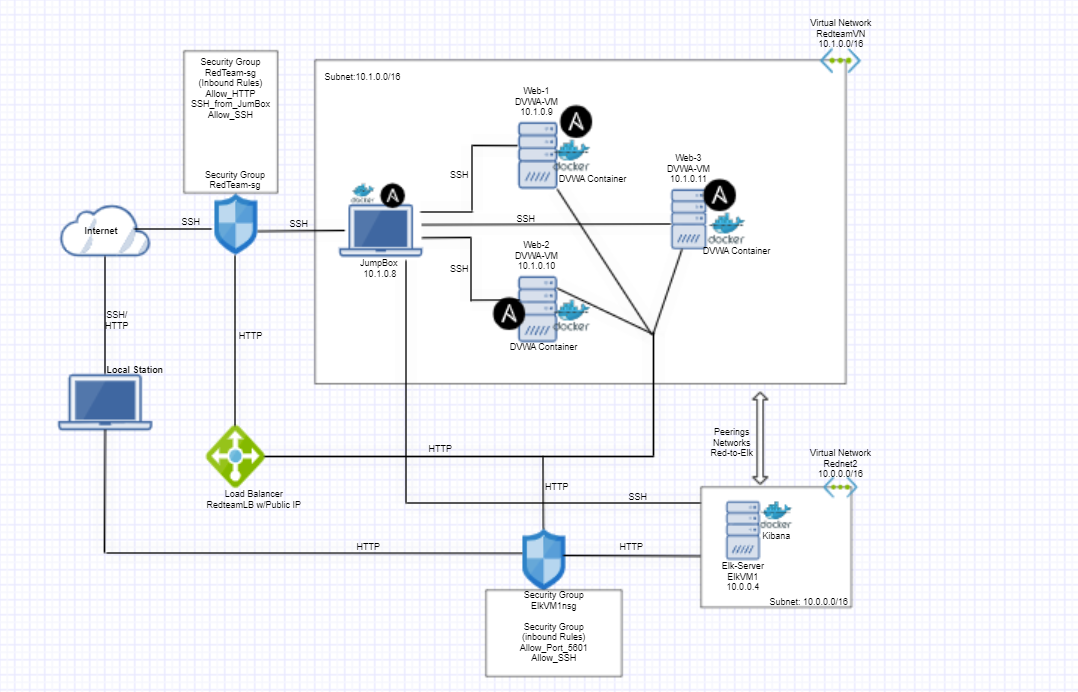 Virtual Network
RedteamVN
10.1.0.0/16
Security Group
RedTeam-sg
(Inbound Rules)
Allow_HTTP
SSH_from_JumBox
Allow_SSH
Security Group
RedTeam-sg
Subnet:10.1.0.0/16
Web-1
DVWA-VM
10.1.0.9
docker
DVWA Container
Web-3
DVWA-VM
10.1.0.11
docker
DVWA Container
SSH
SSH
SSH
SSH
SSH
Internet
docker
JumpBox
10.1.0.8
Web-2
DVWA-VM
10.1.0.10
docker
DVWA Container
SSH/
HTTP
HTTP
Local Station
Load Balancer
RedteamLB w/Public IP
HTTP
HTTP
SSH
Peerings
Networks
Red-to-Elk
Virtual Network
Rednet2
10.0.0.0/16
docker
Kibana
Elk-Server
ElkVM1
10.0.0.4
Subnet: 10.0.0.0/16
HTTP
HTTP
Security Group
ElkVM1nsg
Security Group
(inbound Rules)
Allow_Port_5601
Allow_SSH